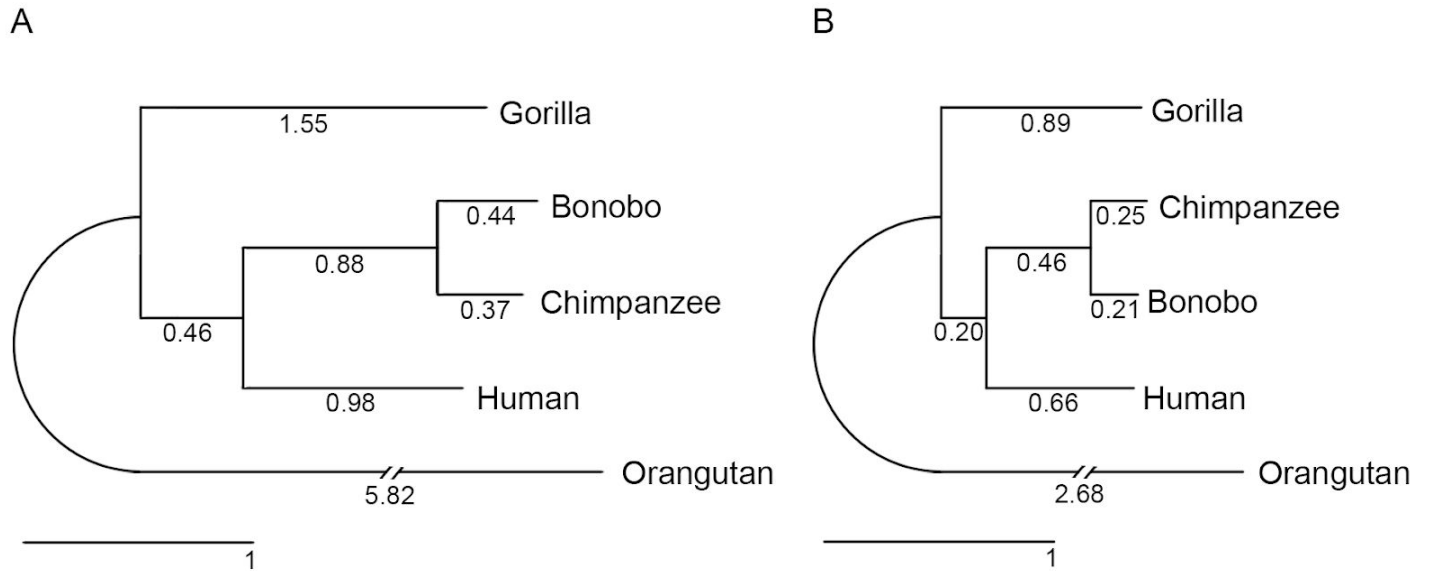 A
Gorilla
1.55
Bonobo
0.44
0.88
Chimpanzee
0.37
0.46
Human
0.98
Orangutan
5.82
1
B
Gorilla
0.89
Chimpanzee
0.25
0.46
Bonobo
0.21
0.20
Human
0.66
Orangutan
2.68
1